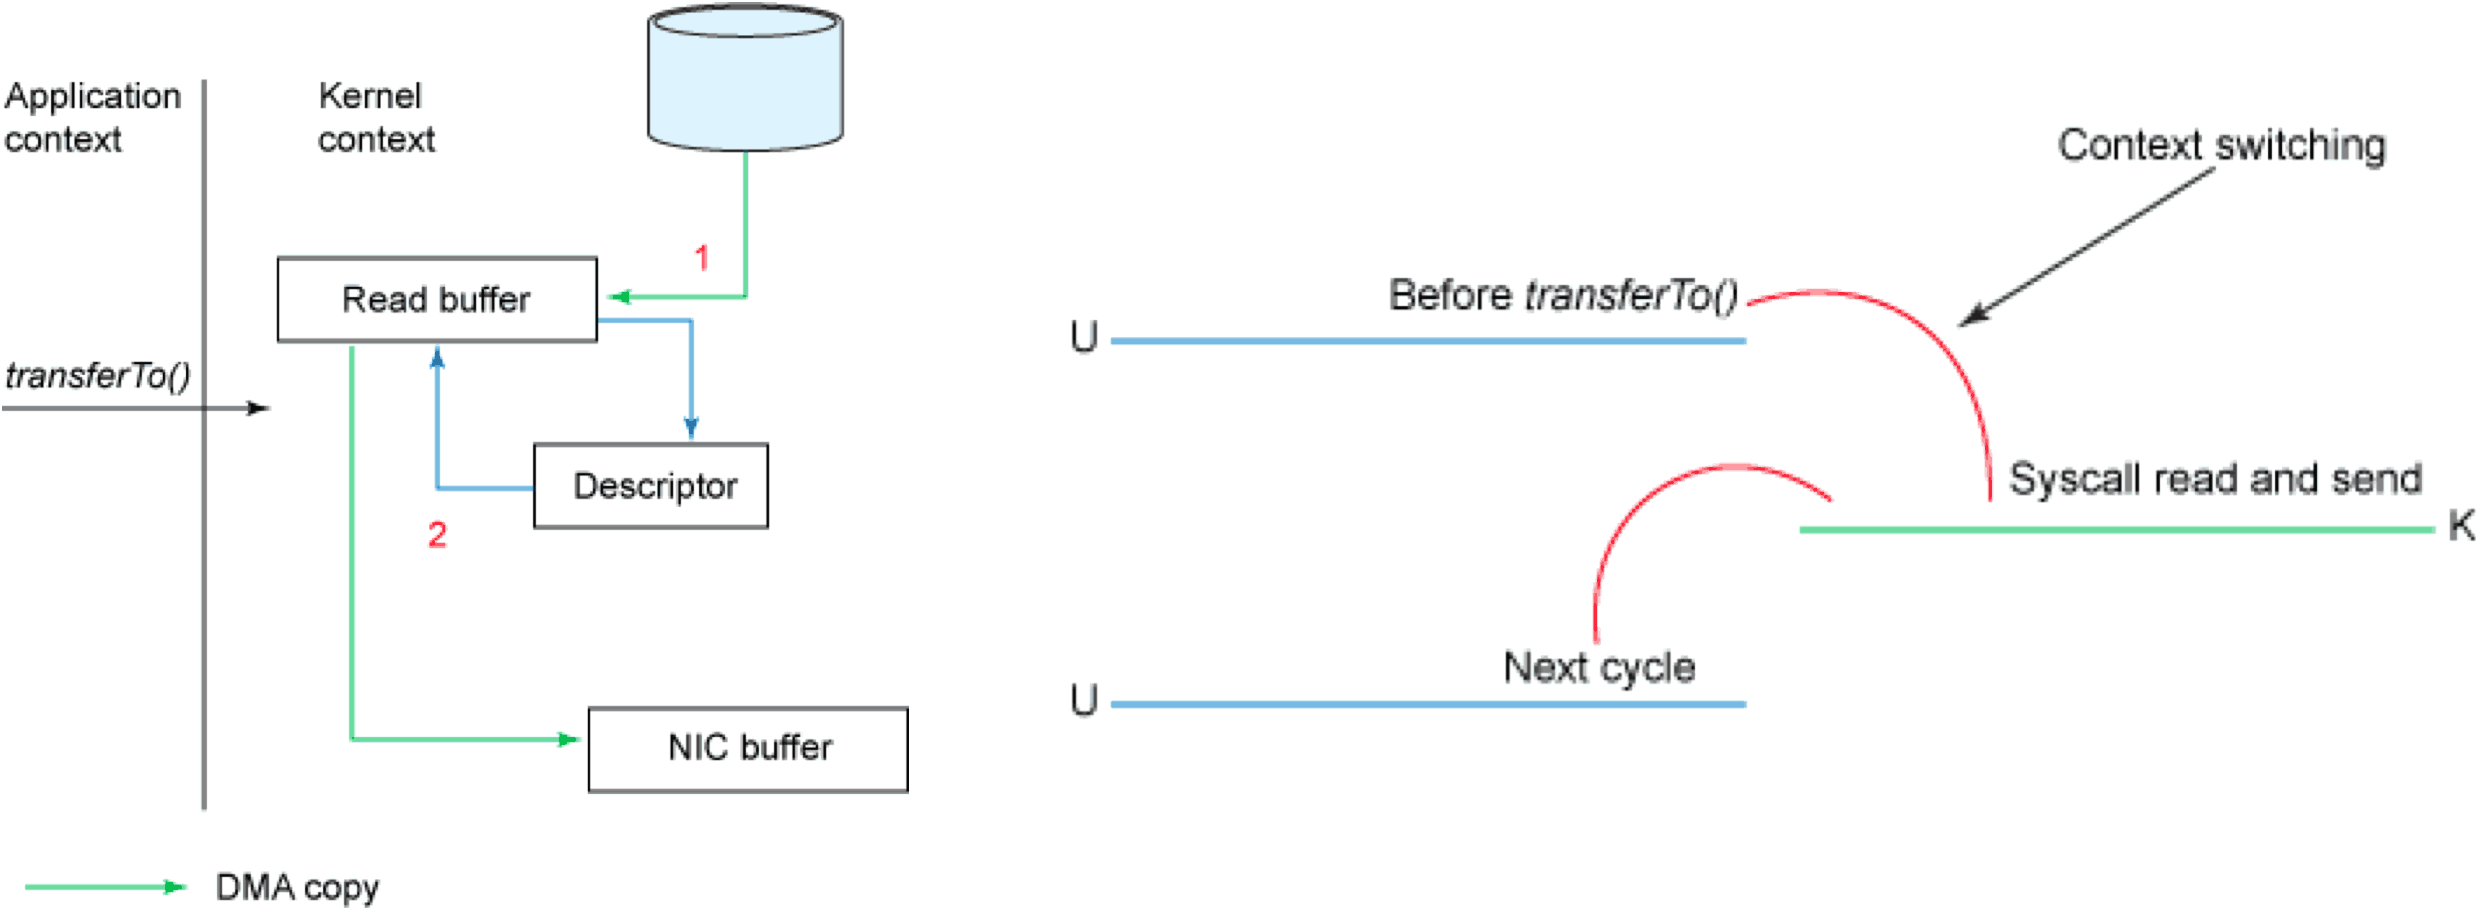 Application
context
Kernel
context
1
Read buffer
transferTo()
Descriptor
2
NIC buffer
DMA copy
Context switching
Before transferTo()
U
Syscall read and send
K
Next cycle
U